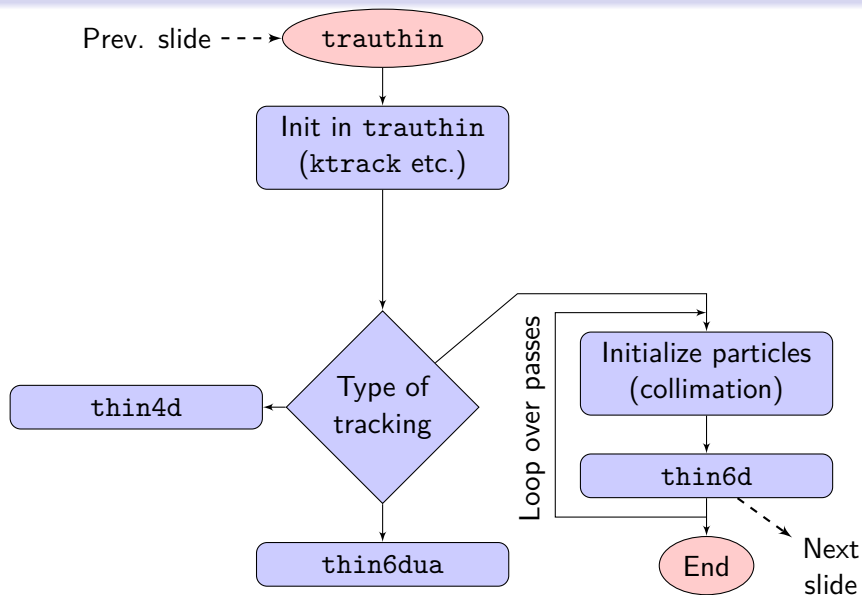 Prev. slide
trauthin
Init in trauthin
(ktrack etc.)
Type of
tracking
thin4d
thin6dua
Loop over passes
Initialize particles
(collimation)
thin6d
End
Next
slide